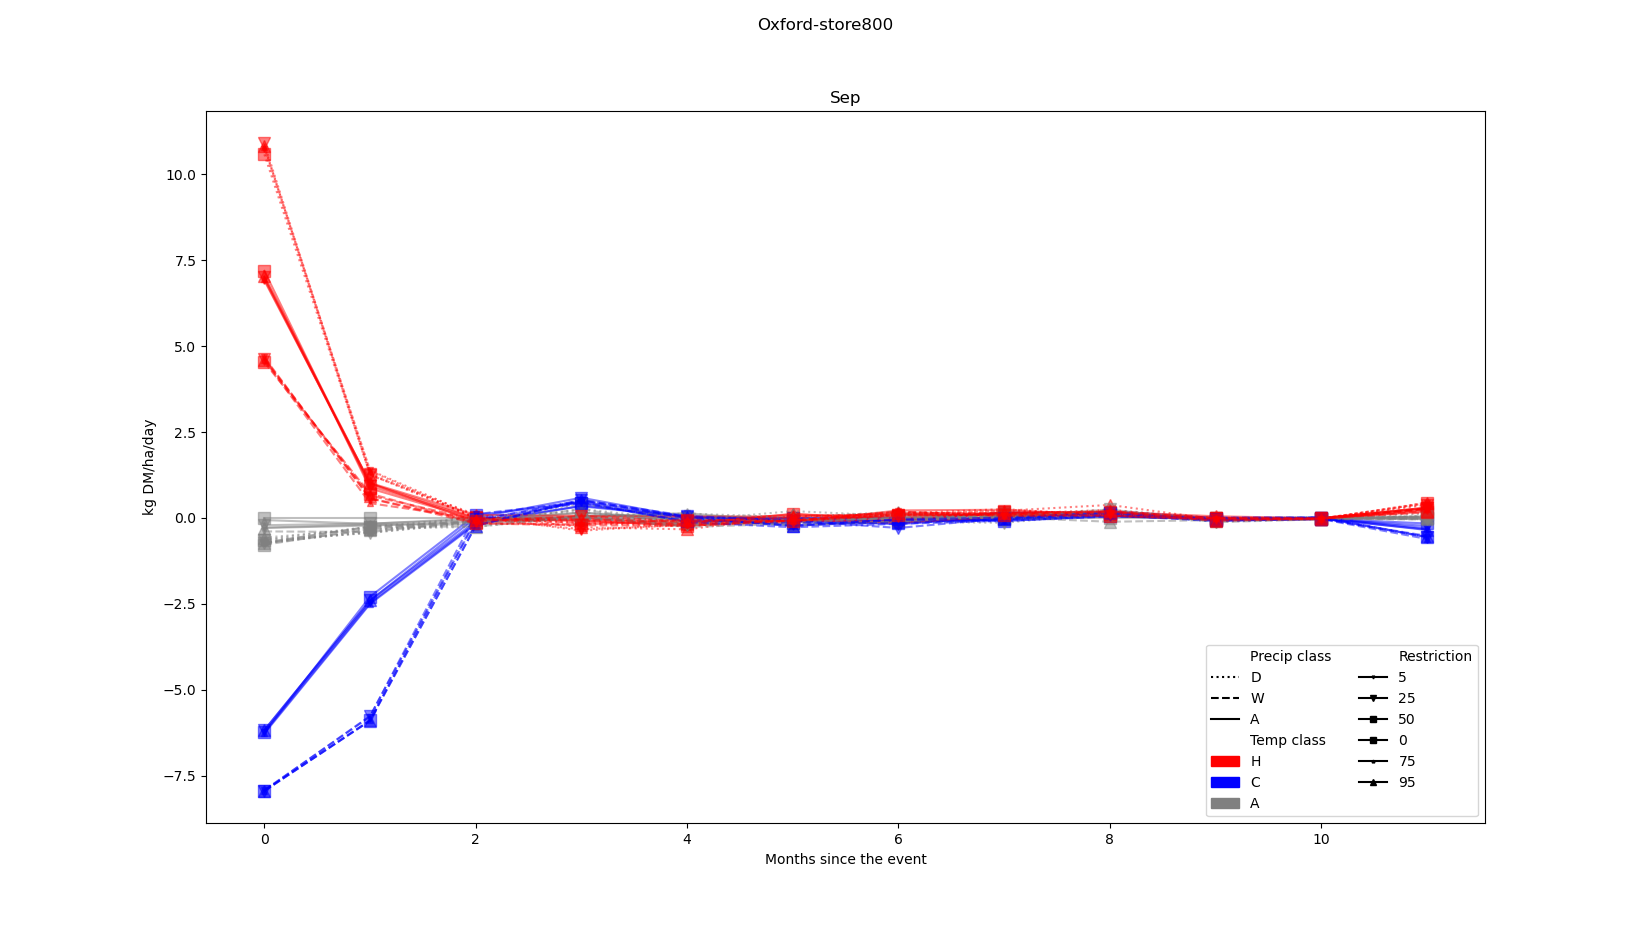 Oxford-store800
Sep
10.0
7.5
5.0
2.5
0.0
−2.5
−5.0
−7.5
kg DM/ha/day
0 2 4 6 8 10
Months since the event
Precip class
D
W
A
Temp class
H
C
A
Restriction
5
25
50
0
75
95